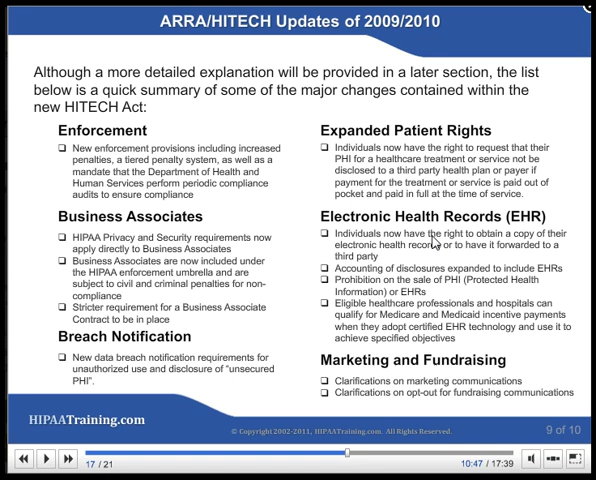 ARRA/HITECH Updates of 2009/2010
Although a more detailed explanation will be provided in a later section, the list
below is a quick summary of some of the major changes contained within the
new HITECH Act:
Enforcement
New enforcement provisions including increased
penalties, a tiered penalty system, as well as a
mandate that the Department of Health and
Human Services perform periodic compliance
audits to ensure compliance
Business Associates
HIPAA Privacy and Security requirements now
apply directly to Business Associates
Business Associates are now included under
the HIPAA enforcement umbrella and are
subject to civil and criminal penalties for non-
compliance
Stricter requirement for a Business Associate
Contract to be in place
Breach Notification
New data breach notification requirements for
unauthorized use and disclosure of “unsecured
PHI”.
Expanded Patient Rights
Individuals now have the right to request that their
PHI for a healthcare treatment or service not be
disclosed to a third party health plan or payer if
payment for the treatment or service is paid out of
pocket and paid in full at the time of service.
Electronic Health Records (EHR)
Individuals now have the right to obtain a copy of their
electronic health record or to have it forwarded to a
third party
Accounting of disclosures expanded to include EHRs
Prohibition on the sale of PHI (Protected Health
Information) or EHRs
Eligible healthcare professionals and hospitals can
qualify for Medicare and Medicaid incentive payments
when they adopt certified EHR technology and use it to
achieve specified objectives
Marketing and Fundraising
Clarifications on marketing communications
Clarifications on opt-out for fundraising communications
HIPAATraining.com
© Copyright 2002-2011, HIPAATraining.com. All Rights Reserved.
9 of 10
17 / 21
10:47 / 17:39